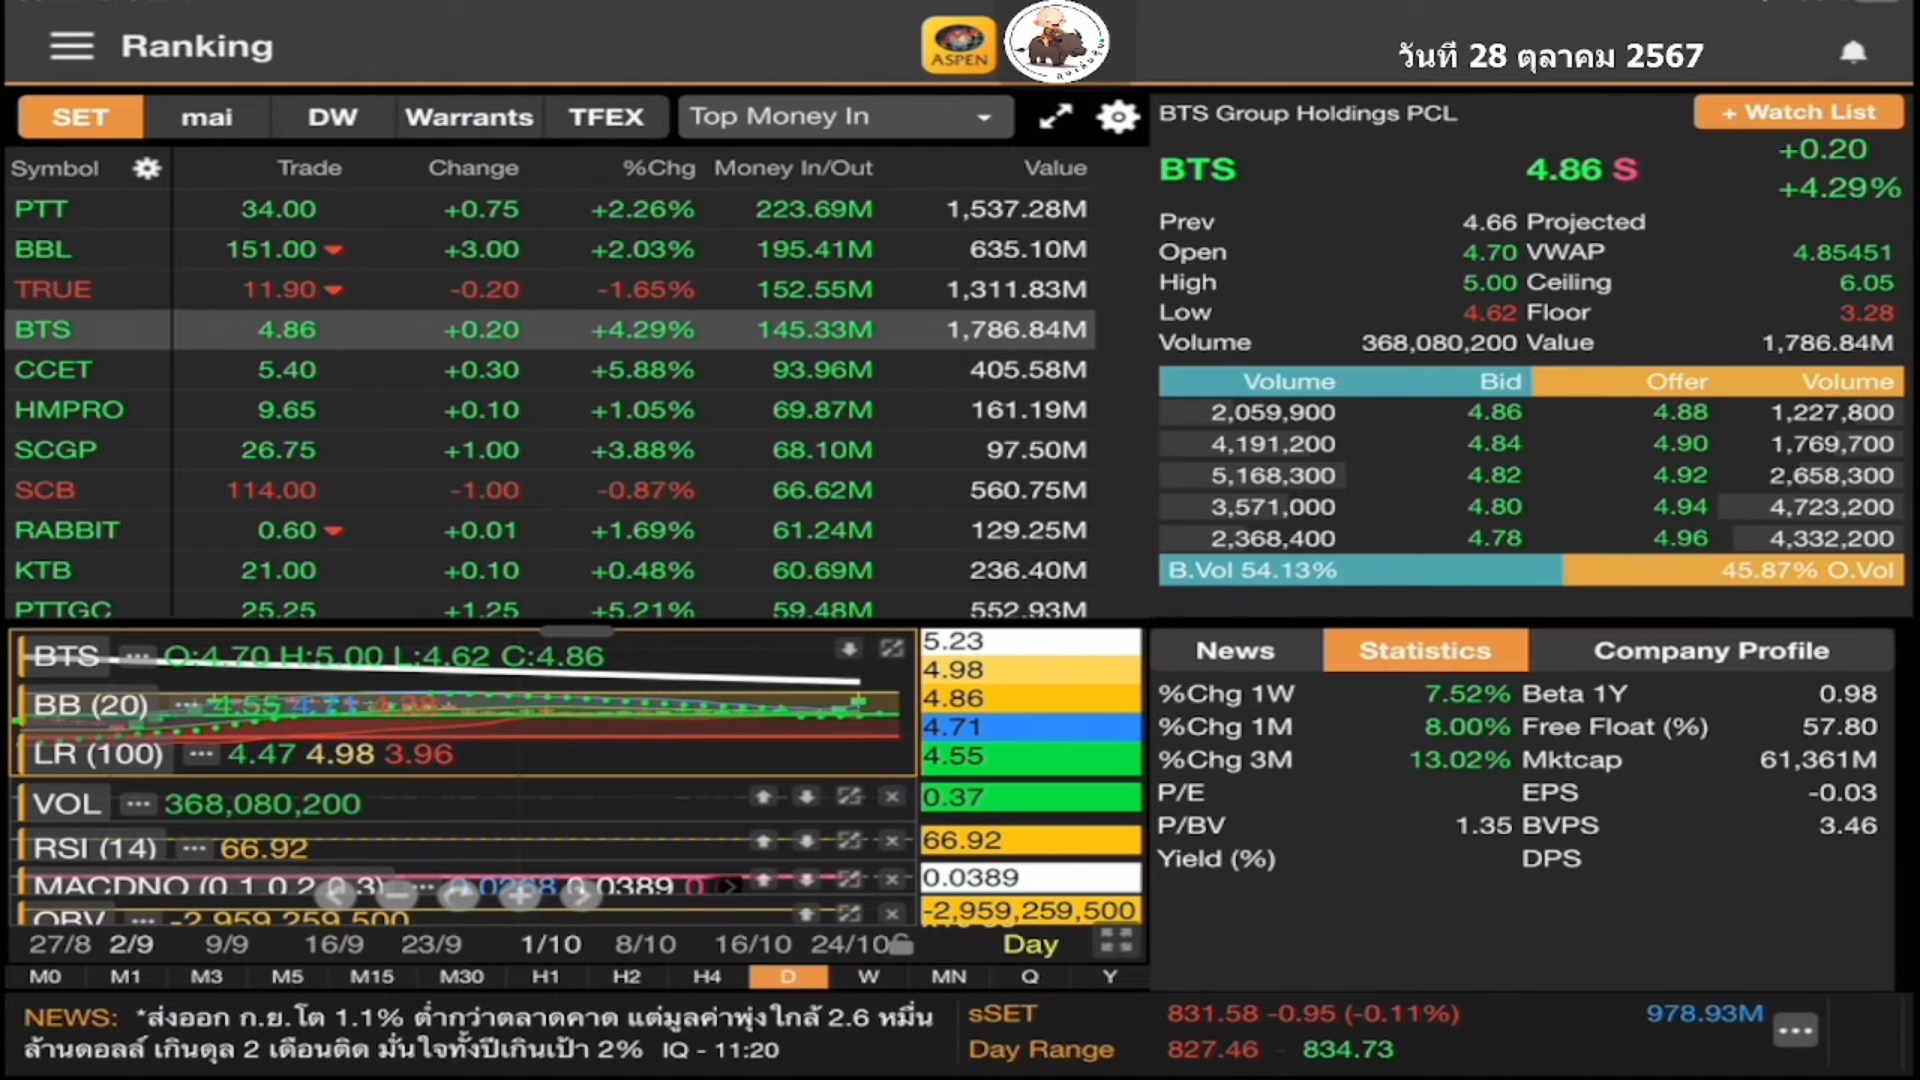 Ranking
ASPEN
วันที่ 28 ตุลาคม 2567
SET mai DW Warrants TFEX Top Money In
Symbol Trade Change %Chg Money In/Out Value
PTT 34.00 +0.75 +2.26% 223.69M 1,537.28M
BBL 151.00 +3.00 +2.03% 195.41M 635.10M
TRUE 11.90 -0.20 -1.65% 152.55M 1,311.83M
BTS 4.86 +0.20 +4.29% 145.33M 1,786.84M
CCET 5.40 +0.30 +5.88% 93.96M 405.58M
HMPRO 9.65 +0.10 +1.05% 69.87M 161.19M
SCGP 26.75 +1.00 +3.88% 68.10M 97.50M
SCB 114.00 -1.00 -0.87% 66.62M 560.75M
RABBIT 0.60 +0.01 +1.69% 61.24M 129.25M
KTB 21.00 +0.10 +0.48% 60.69M 236.40M
PTTGC 25.25 +1.25 +5.21% 59.48M 552.93M
BTS Group Holdings PCL + Watch List
BTS 4.86 S +0.20
+4.29%
Prev 4.66 Projected
Open 4.70 VWAP 4.85451
High 5.00 Ceiling 6.05
Low 4.62 Floor 3.28
Volume 368,080,200 Value 1,786.84M
Volume Bid Offer Volume
2,059,900 4.86 4.88 1,227,800
4,191,200 4.84 4.90 1,769,700
5,168,300 4.82 4.92 2,658,300
3,571,000 4.80 4.94 4,723,200
2,368,400 4.78 4.96 4,332,200
B.Vol 54.13% 45.87% O.Vol
BTS O:4.70 H:5.00 L:4.62 C:4.86
BB (20) 4.55 4.71
LR (100) 4.47 4.98 3.96
VOL 368,080,200
RSI (14) 66.92
MACDNO (0.1,0.2,0.3) 0.0389
OBV -2,959,259,500
5.23
4.98
4.86
4.71
4.55
0.37
66.92
0.0389
-2,959,259,500
27/8 2/9 9/9 16/9 23/9 1/10 8/10 16/10 24/10 Day
M0 M1 M3 M5 M15 M30 H1 H2 H4 D W MN Q Y
News Statistics Company Profile
%Chg 1W 7.52% Beta 1Y 0.98
%Chg 1M 8.00% Free Float (%) 57.80
%Chg 3M 13.02% Mktcap 61,361M
P/E EPS -0.03
P/BV 1.35 BVPS 3.46
Yield (%) DPS
NEWS: *ส่งออก ก.ย.โต 1.1% ต่ำกว่าตลาดคาด แต่มูลค่าพุ่งใกล้ 2.6 หมื่น
ล้านดอลล์ เกินดุล 2 เดือนติด มั่นใจทั้งปีเกินเป้า 2% IQ - 11:20
sSET 831.58 -0.95 (-0.11%) 978.93M
Day Range 827.46 - 834.73